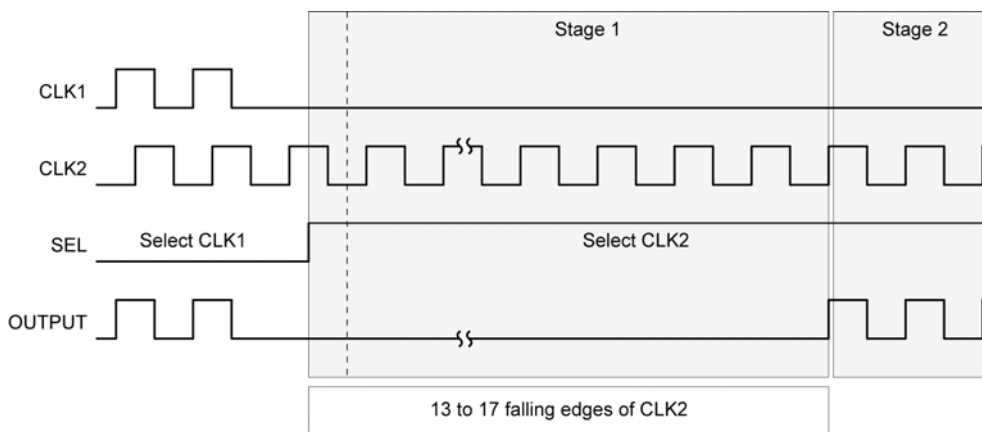 Stage 1
Stage 2
CLK1
CLK2
SEL
Select CLK1
Select CLK2
OUTPUT
13 to 17 falling edges of CLK2